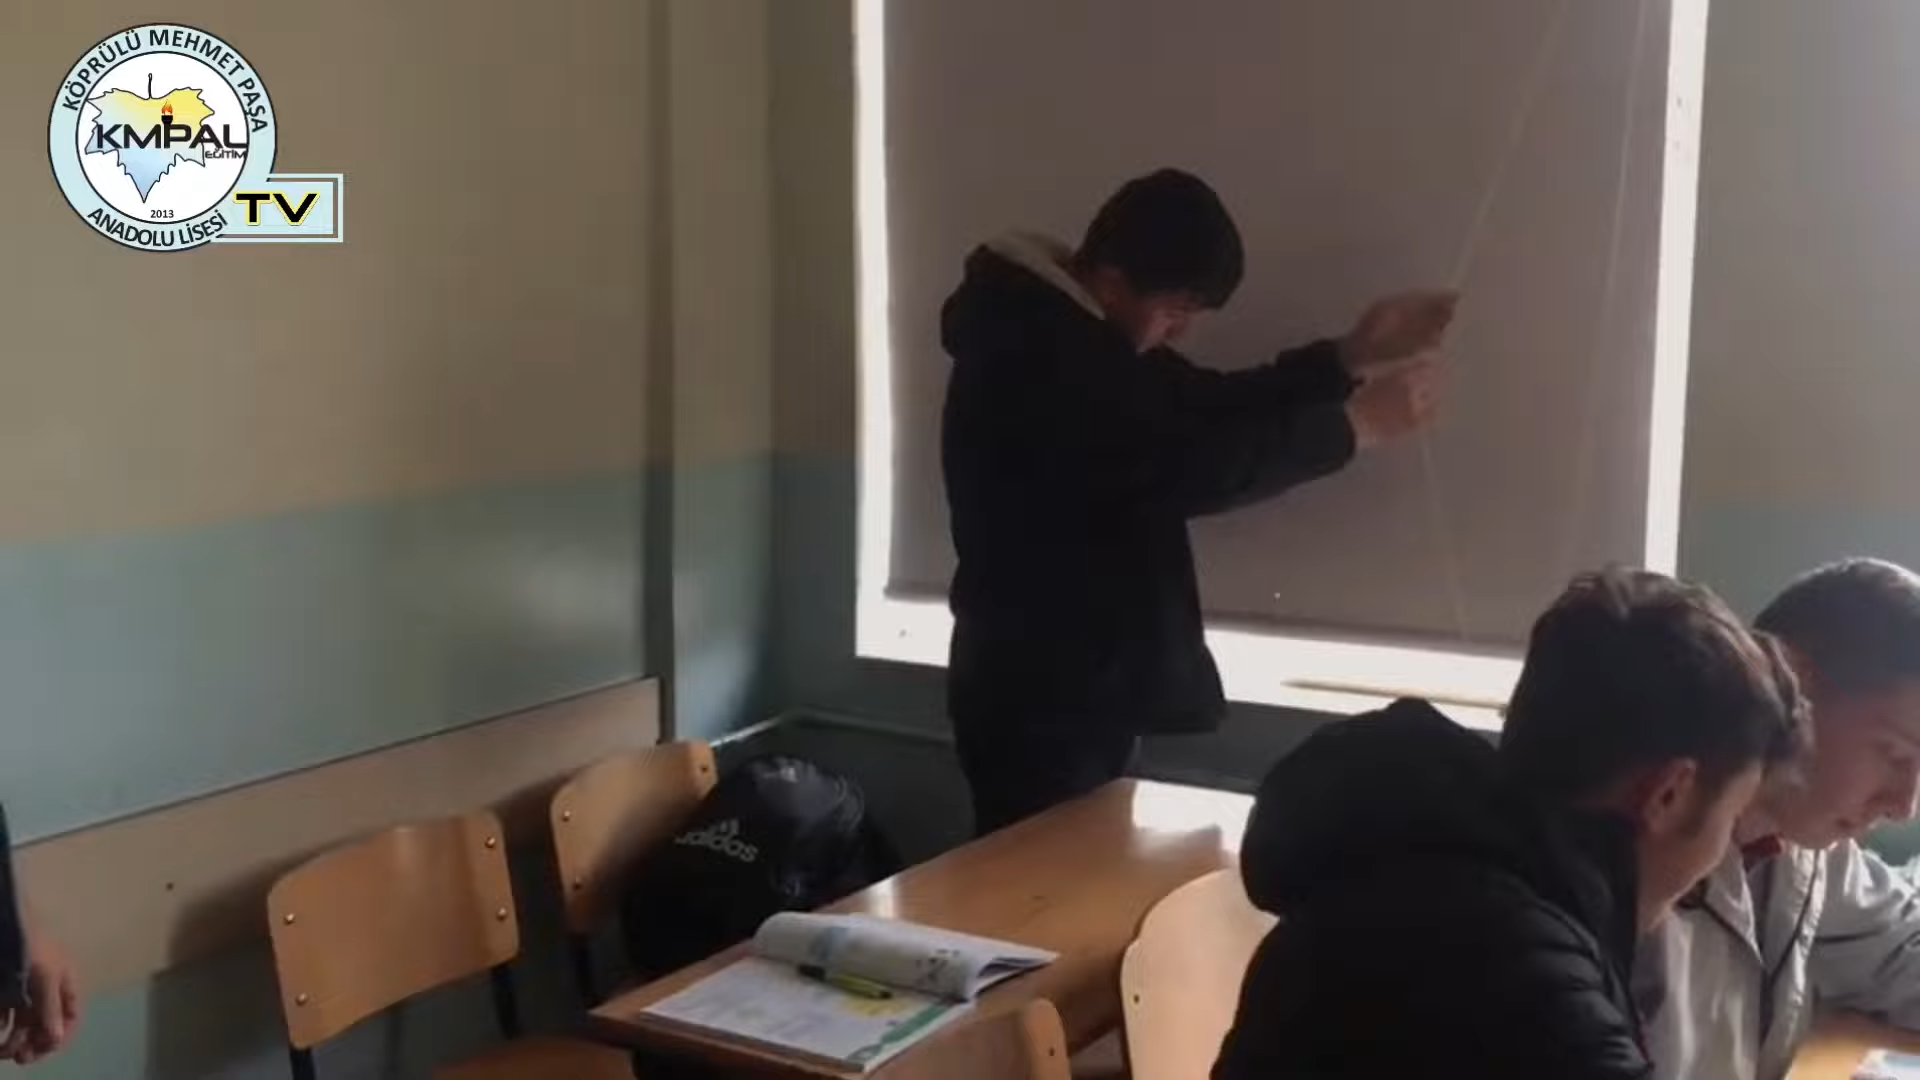 KÖPRÜLÜ MEHMET PAŞA
KMPAL
EĞİTİM
2013
ANADOLU LİSESİ
TV
adidas